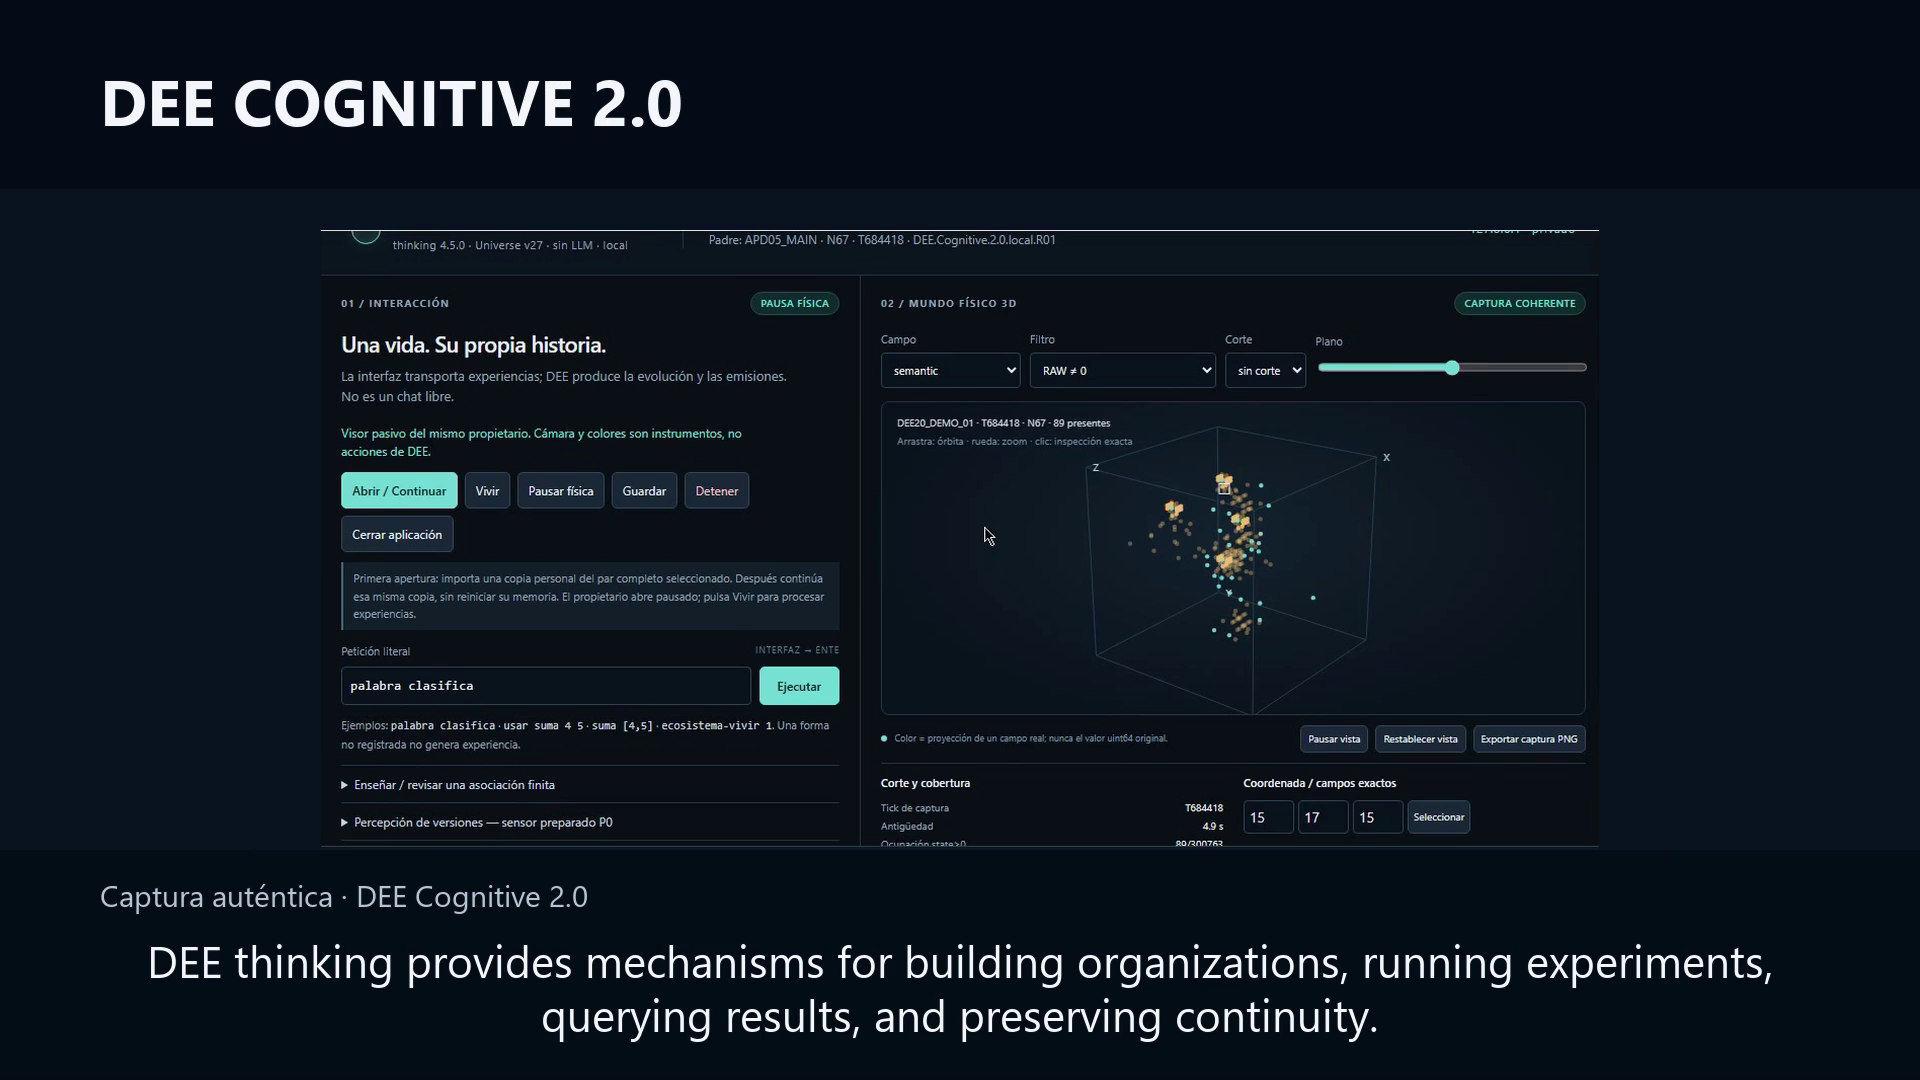 DEE COGNITIVE 2.0
thinking 4.5.0 · Universe v27 · sin LLM · local
Padre: APD05_MAIN · N67 · T684418 · DEE.Cognitive.2.0.local.R01
01 / INTERACCIÓN
PAUSA FÍSICA
Una vida. Su propia historia.
La interfaz transporta experiencias; DEE produce la evolución y las emisiones.
No es un chat libre.
Visor pasivo del mismo propietario. Cámara y colores son instrumentos, no
acciones de DEE.
Abrir / Continuar
Vivir
Pausar física
Guardar
Detener
Cerrar aplicación
Primera apertura: importa una copia personal del par completo seleccionado. Después continúa
esa misma copia, sin reiniciar su memoria. El propietario abre pausado; pulsa Vivir para procesar
experiencias.
Petición literal
INTERFAZ → ENTE
palabra clasifica
Ejecutar
Ejemplos: palabra clasifica · usar suma 4 5 · suma [4,5] · ecosistema-vivir 1. Una forma
no registrada no genera experiencia.
▶ Enseñar / revisar una asociación finita
▶ Percepción de versiones — sensor preparado P0
02 / MUNDO FÍSICO 3D
CAPTURA COHERENTE
Campo
Filtro
Corte
Plano
semantic
RAW ≠ 0
sin corte
DEE20_DEMO_01 · T684418 · N67 · 89 presentes
Arrastra: órbita · rueda: zoom · clic: inspección exacta
Z
X
Y
Color = proyección de un campo real; nunca el valor uint64 original.
Pausar vista
Restablecer vista
Exportar captura PNG
Corte y cobertura
Tick de captura
T684418
Antigüedad
4.9 s
Ocupación state>0
89/300763
Coordenada / campos exactos
15
17
15
Seleccionar
Captura auténtica · DEE Cognitive 2.0
DEE thinking provides mechanisms for building organizations, running experiments,
querying results, and preserving continuity.